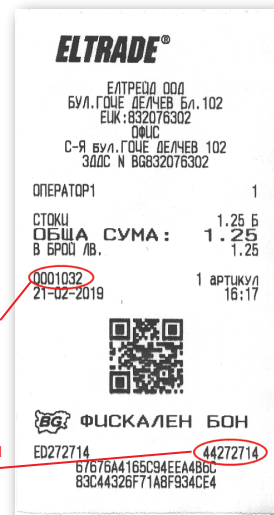 ELTRADE®
ЕЛТРЕЙД ООД
БУЛ.ГОЦЕ ДЕЛЧЕВ БЛ.102
ЕИК:832076302
ОФИС
С-Я БУЛ.ГОЦЕ ДЕЛЧЕВ 102
ЗДДС N BG832076302
ОПЕРАТОР1 1
СТОКИ 1.25 Б
ОБЩА СУМА: 1.25
В БРОЙ ЛВ. 1.25
0001032 1 артикул
21-02-2019 16:17
BG ФИСКАЛЕН БОН
ED272714 44272714
67676A4165C94EEA4B6C
83C44326F71A8F934CE4